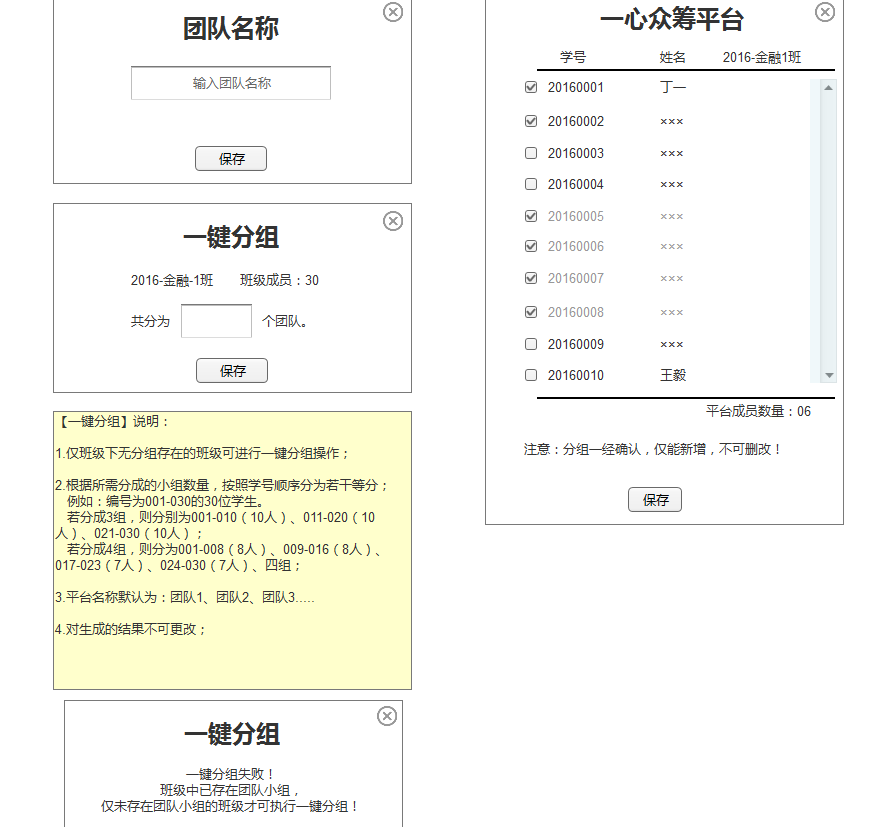 团队名称
输入团队名称
保存
一键分组
2016-金融-1班 班级成员：30
共分为 个团队。
保存
【一键分组】说明：
1.仅班级下无分组存在的班级可进行一键分组操作；
2.根据所需分成的小组数量，按照学号顺序分为若干等分；
例如：编号为001-030的30位学生。
若分成3组，则分别为001-010（10人）、011-020（10
人）、021-030（10人）；
若分成4组，则分为001-008（8人）、009-016（8人）、
017-023（7人）、024-030（7人）、四组；
3.平台名称默认为：团队1、团队2、团队3.....
4.对生成的结果不可更改；
一键分组
一键分组失败！
班级中已存在团队小组，
仅未存在团队小组的班级才可执行一键分组！
一心众筹平台
学号 姓名 2016-金融1班
20160001 丁一
20160002 ×××
20160003 ×××
20160004 ×××
20160005 ×××
20160006 ×××
20160007 ×××
20160008 ×××
20160009 ×××
20160010 王毅
平台成员数量：06
注意：分组一经确认，仅能新增，不可删改！
保存